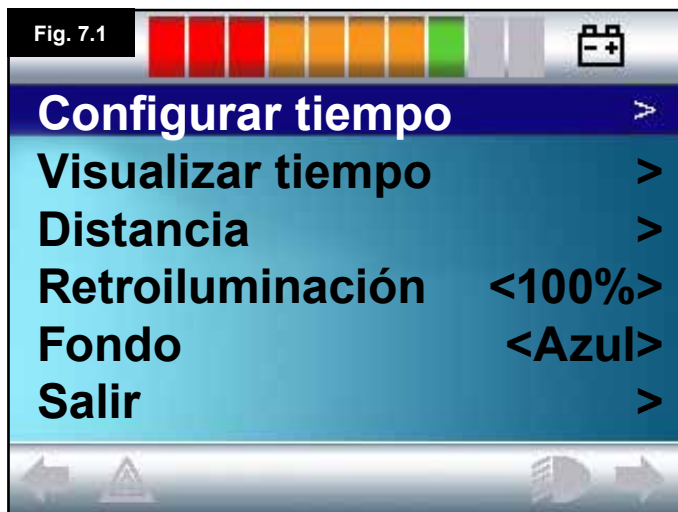 Fig. 7.1
Configurar tiempo >
Visualizar tiempo >
Distancia >
Retroiluminación <100%>
Fondo <Azul>
Salir >